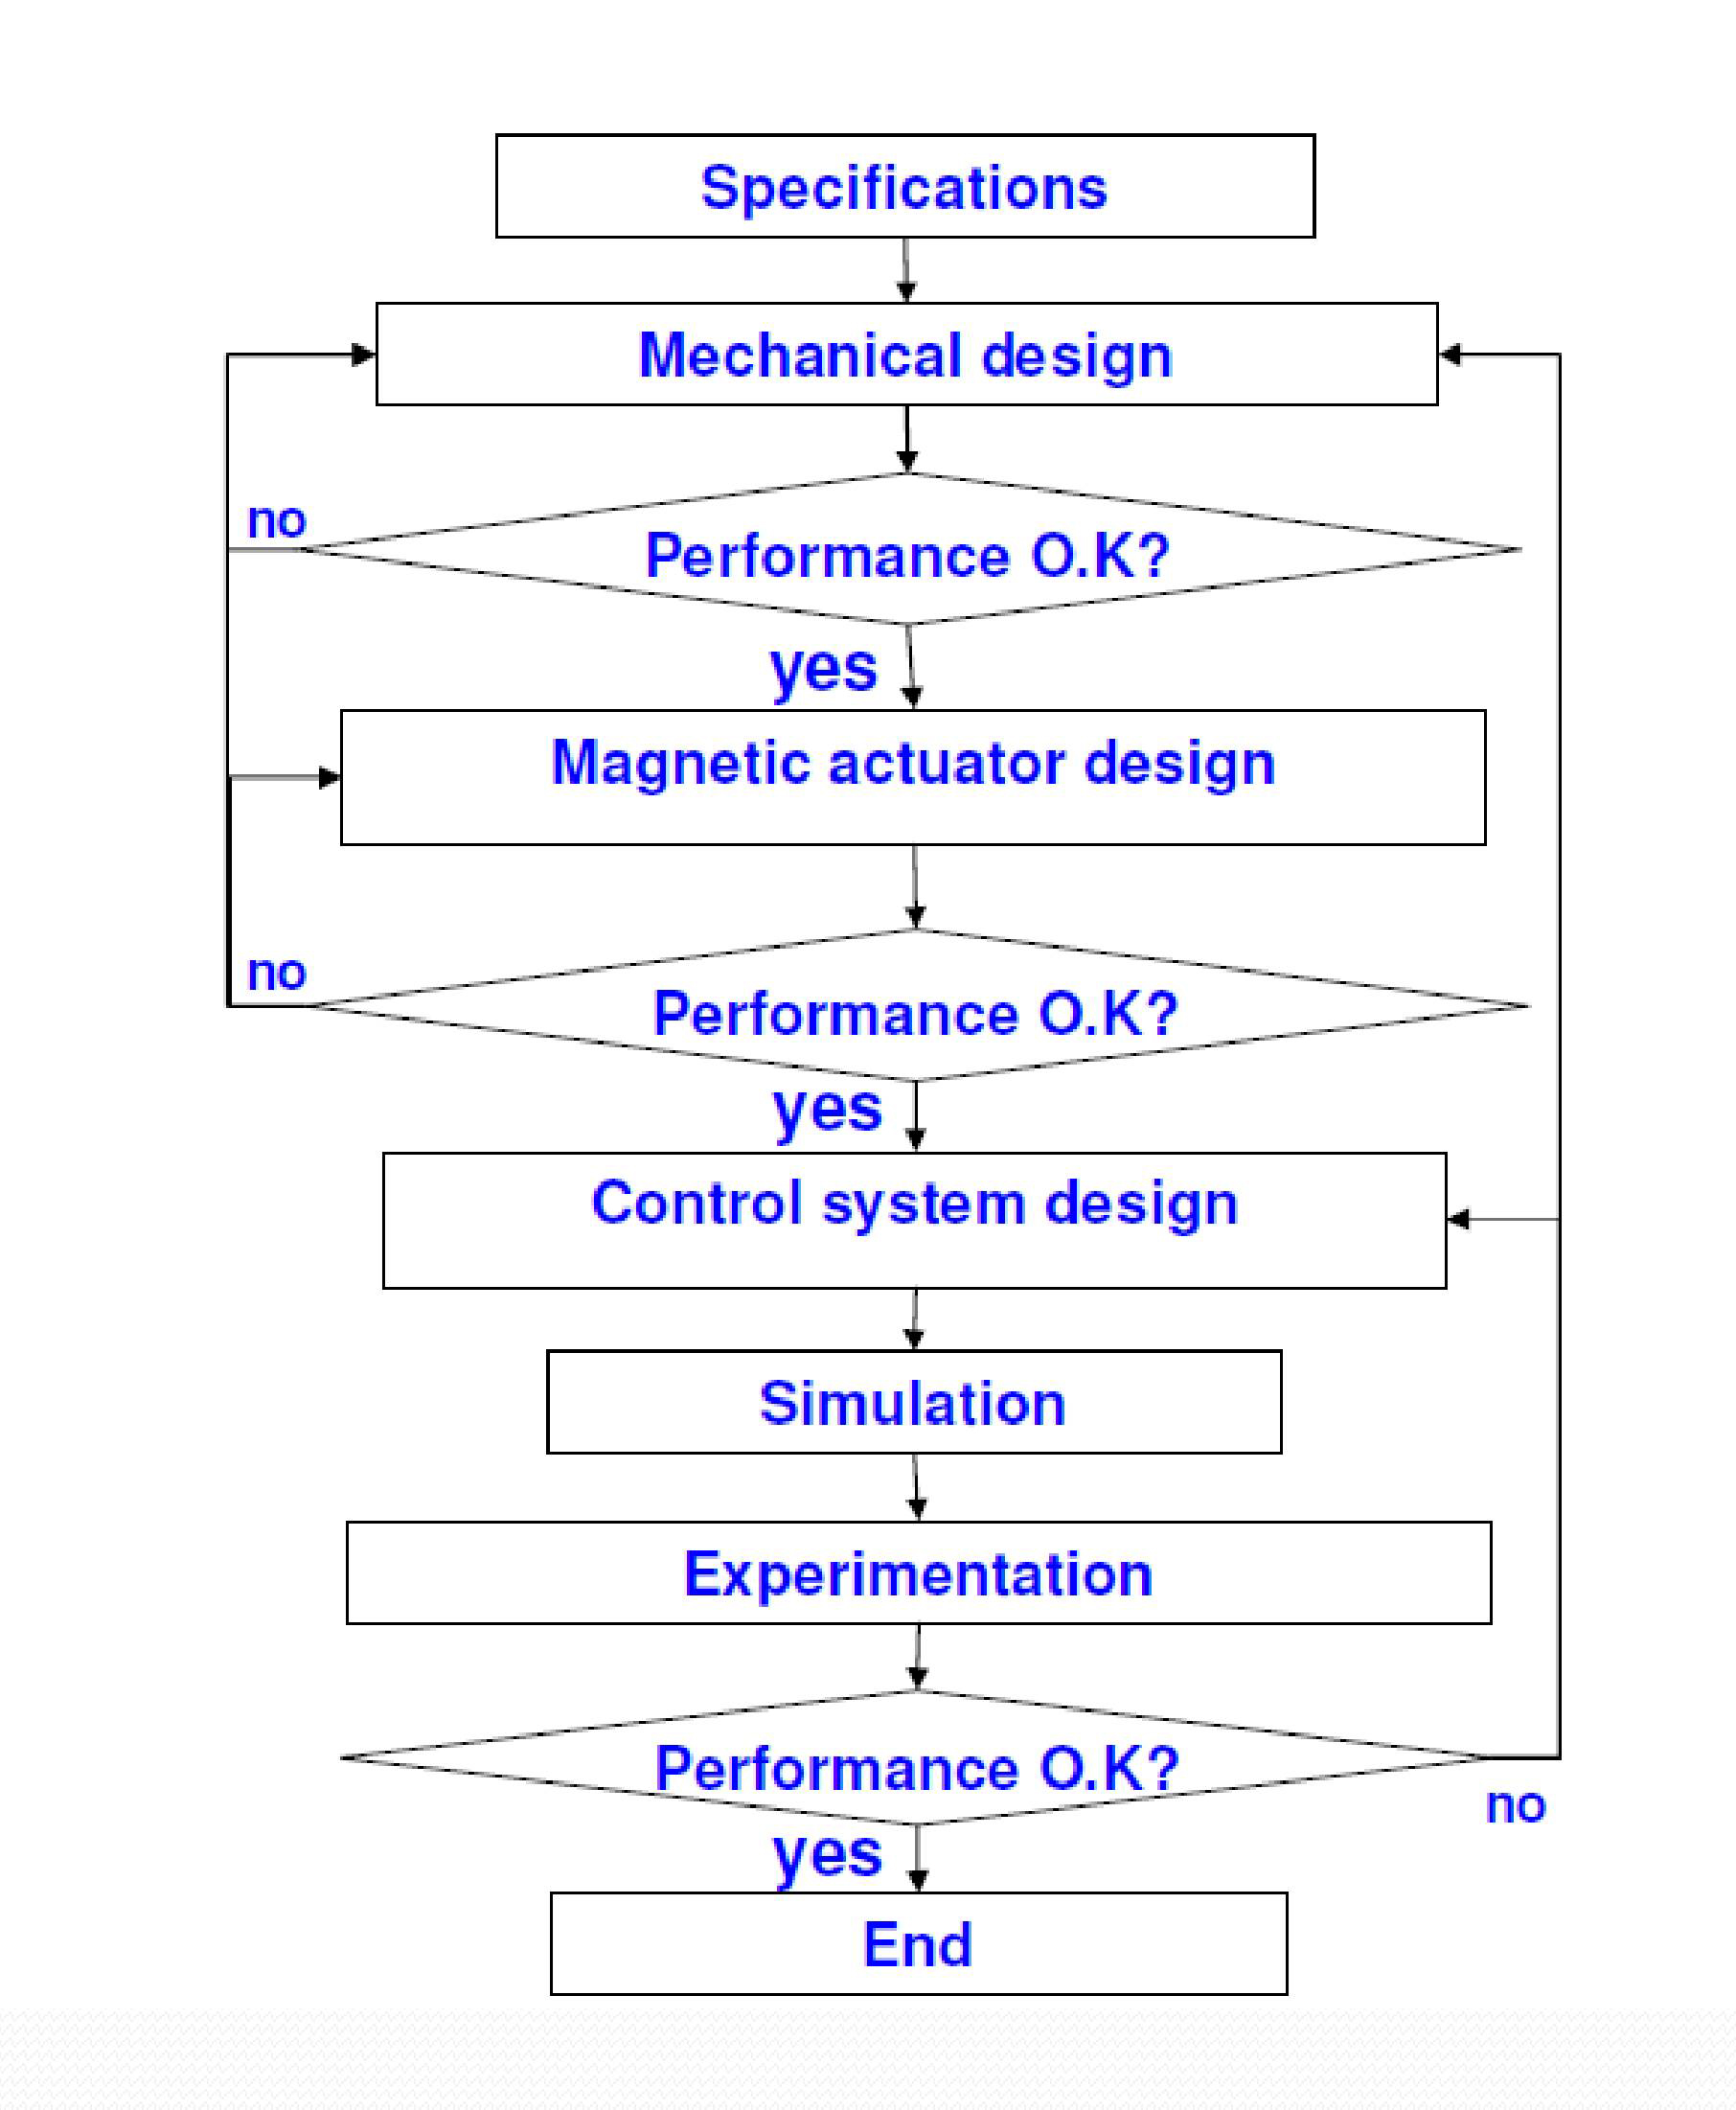 Specifications
Mechanical design
no
Performance O.K?
yes
Magnetic actuator design
no
Performance O.K?
yes
Control system design
Simulation
Experimentation
Performance O.K?
no
yes
End